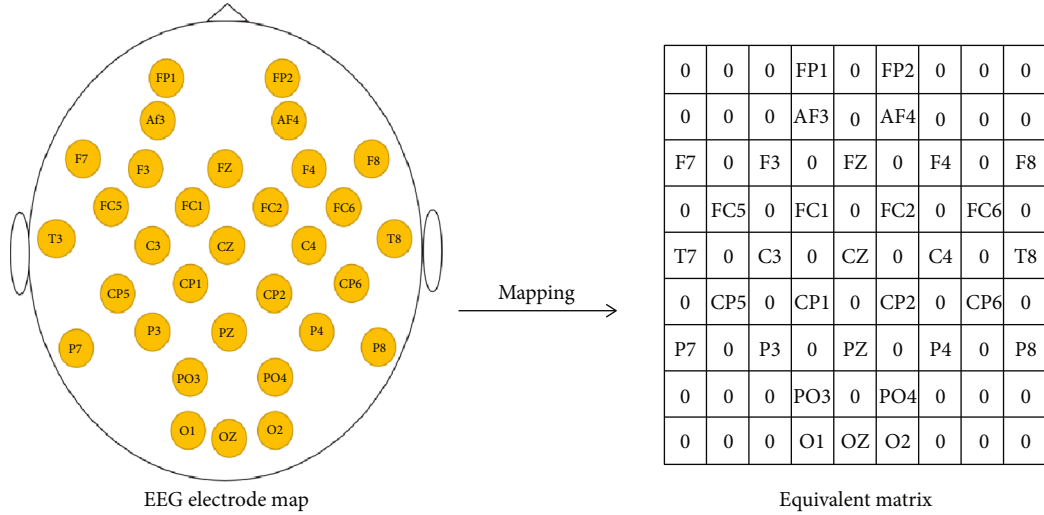 FP1 FP2
Af3 AF4
F7 F3 FZ F4 F8
FC5 FC1 FC2 FC6
T3 C3 CZ C4 T8
CP5 CP1 CP2 CP6
P7 P3 PZ P4 P8
PO3 PO4
O1 OZ O2
EEG electrode map
Mapping
0 0 0 FP1 0 FP2 0 0 0
0 0 0 AF3 0 AF4 0 0 0
F7 0 F3 0 FZ 0 F4 0 F8
0 FC5 0 FC1 0 FC2 0 FC6 0
T7 0 C3 0 CZ 0 C4 0 T8
0 CP5 0 CP1 0 CP2 0 CP6 0
P7 0 P3 0 PZ 0 P4 0 P8
0 0 0 PO3 0 PO4 0 0 0
0 0 0 O1 OZ O2 0 0 0
Equivalent matrix